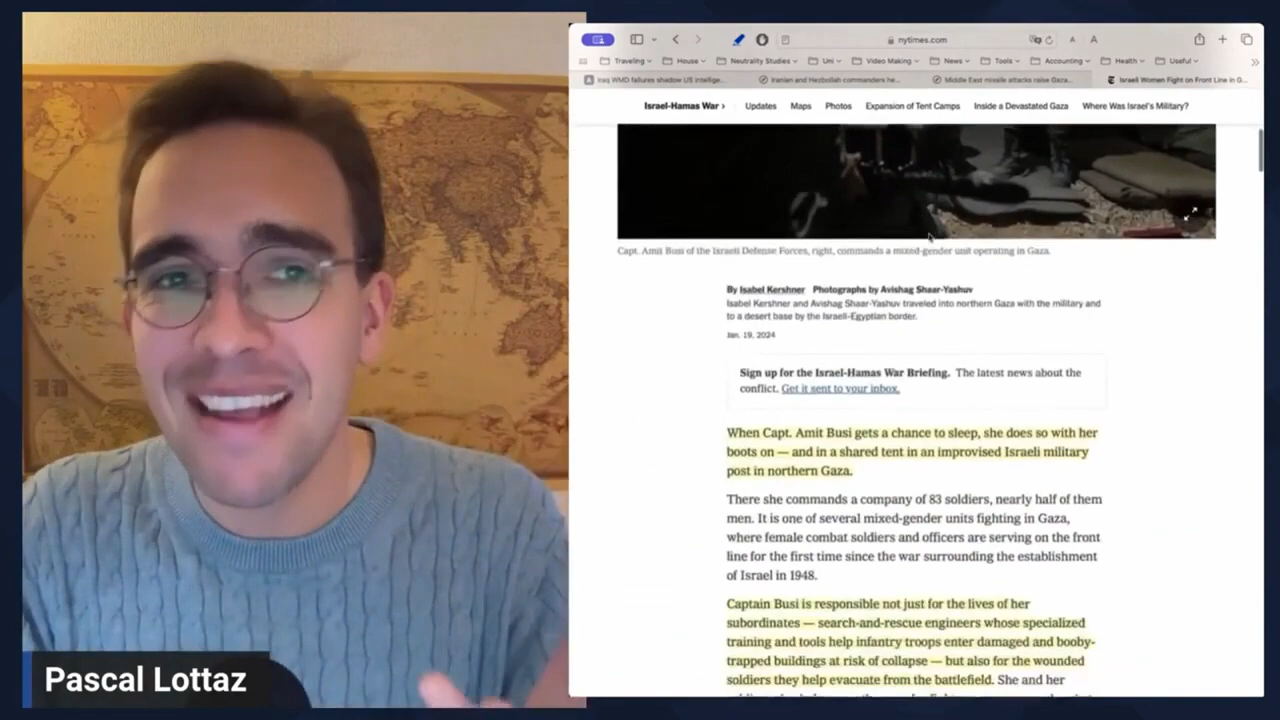 nytimes.com
A A
Traveling House Neutrality Studies Uni Video Making News Tools Accounting Health Useful
Iraq WMD failures shadow US intellige... Iranian and Hezbollah commanders he... Middle East missile attacks raise Gaza... Israeli Women Fight on Front Line in G...
Israel-Hamas War › Updates Maps Photos Expansion of Tent Camps Inside a Devastated Gaza Where Was Israel's Military?
Capt. Amit Busi of the Israeli Defense Forces, right, commands a mixed-gender unit operating in Gaza.
By Isabel Kershner Photographs by Avishag Shaar-Yashuv
Isabel Kershner and Avishag Shaar-Yashuv traveled into northern Gaza with the military and
to a desert base by the Israeli-Egyptian border.
Jan. 19, 2024
Sign up for the Israel-Hamas War Briefing. The latest news about the
conflict. Get it sent to your inbox.
When Capt. Amit Busi gets a chance to sleep, she does so with her
boots on — and in a shared tent in an improvised Israeli military
post in northern Gaza.
There she commands a company of 83 soldiers, nearly half of them
men. It is one of several mixed-gender units fighting in Gaza,
where female combat soldiers and officers are serving on the front
line for the first time since the war surrounding the establishment
of Israel in 1948.
Captain Busi is responsible not just for the lives of her
subordinates — search-and-rescue engineers whose specialized
training and tools help infantry troops enter damaged and booby-
trapped buildings at risk of collapse — but also for the wounded
soldiers they help evacuate from the battlefield. She and her
Pascal Lottaz